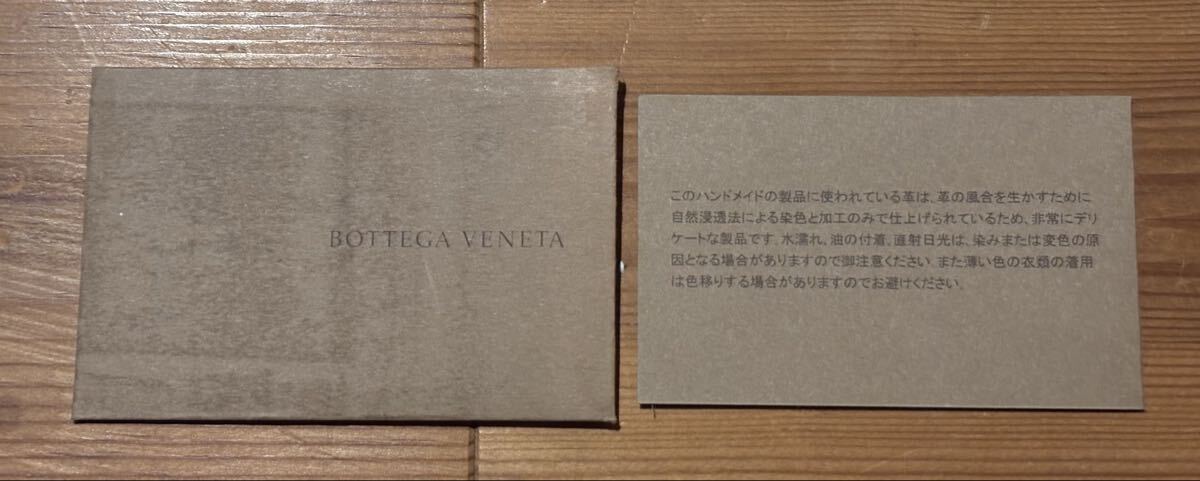 BOTTEGA VENETA
このハンドメイドの製品に使われている革は、革の風合を生かすために
自然浸透法による染色と加工のみで仕上げられているため、非常にデリ
ケートな製品です。水濡れ、油の付着、直射日光は、染みまたは変色の原
因となる場合がありますので御注意ください。また薄い色の衣類の着用
は色移りする場合がありますのでお避けください。